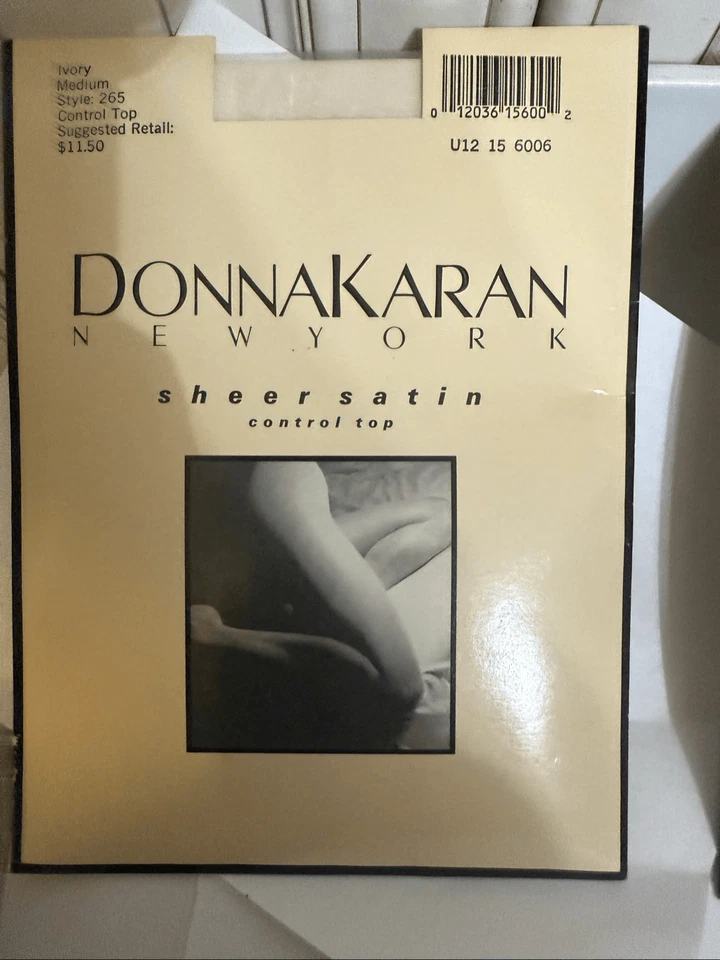 Ivory
Medium
Style: 265
Control Top
Suggested Retail:
$11.50
0 12036 15600 2
U12 15 6006
DONNAKARAN
NEW YORK
sheer satin
control top